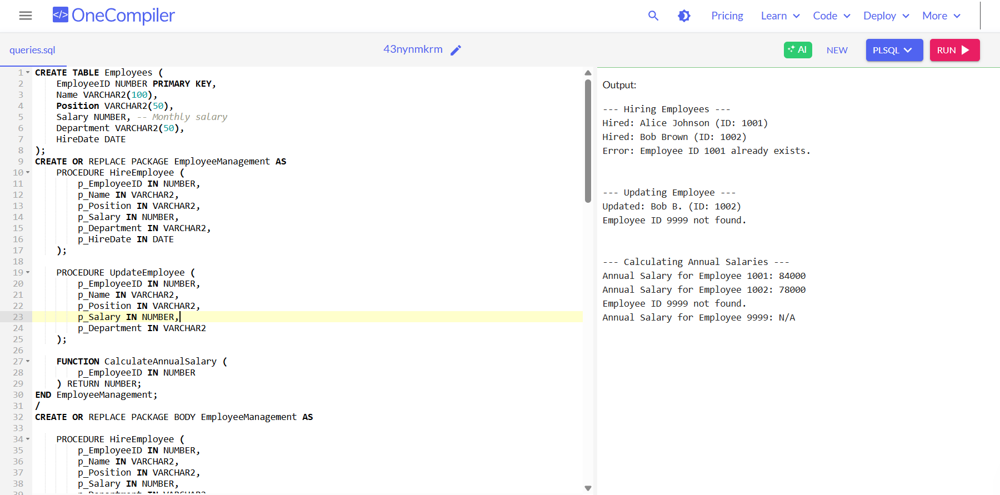 </> OneCompiler
Pricing
Learn
Code
Deploy
More
queries.sql
43nynmkrm
AI
NEW
PLSQL
RUN
1 CREATE TABLE Employees (
2 EmployeeID NUMBER PRIMARY KEY,
3 Name VARCHAR2(100),
4 Position VARCHAR2(50),
5 Salary NUMBER, -- Monthly salary
6 Department VARCHAR2(50),
7 HireDate DATE
8 );
9 CREATE OR REPLACE PACKAGE EmployeeManagement AS
10 PROCEDURE HireEmployee (
11 p_EmployeeID IN NUMBER,
12 p_Name IN VARCHAR2,
13 p_Position IN VARCHAR2,
14 p_Salary IN NUMBER,
15 p_Department IN VARCHAR2,
16 p_HireDate IN DATE
17 );
18
19 PROCEDURE UpdateEmployee (
20 p_EmployeeID IN NUMBER,
21 p_Name IN VARCHAR2,
22 p_Position IN VARCHAR2,
23 p_Salary IN NUMBER,
24 p_Department IN VARCHAR2
25 );
26
27 FUNCTION CalculateAnnualSalary (
28 p_EmployeeID IN NUMBER
29 ) RETURN NUMBER;
30 END EmployeeManagement;
31 /
32 CREATE OR REPLACE PACKAGE BODY EmployeeManagement AS
33
34 PROCEDURE HireEmployee (
35 p_EmployeeID IN NUMBER,
36 p_Name IN VARCHAR2,
37 p_Position IN VARCHAR2,
38 p_Salary IN NUMBER,
39 p_Department IN VARCHAR2,
Output:
--- Hiring Employees ---
Hired: Alice Johnson (ID: 1001)
Hired: Bob Brown (ID: 1002)
Error: Employee ID 1001 already exists.
--- Updating Employee ---
Updated: Bob B. (ID: 1002)
Employee ID 9999 not found.
--- Calculating Annual Salaries ---
Annual Salary for Employee 1001: 84000
Annual Salary for Employee 1002: 78000
Employee ID 9999 not found.
Annual Salary for Employee 9999: N/A